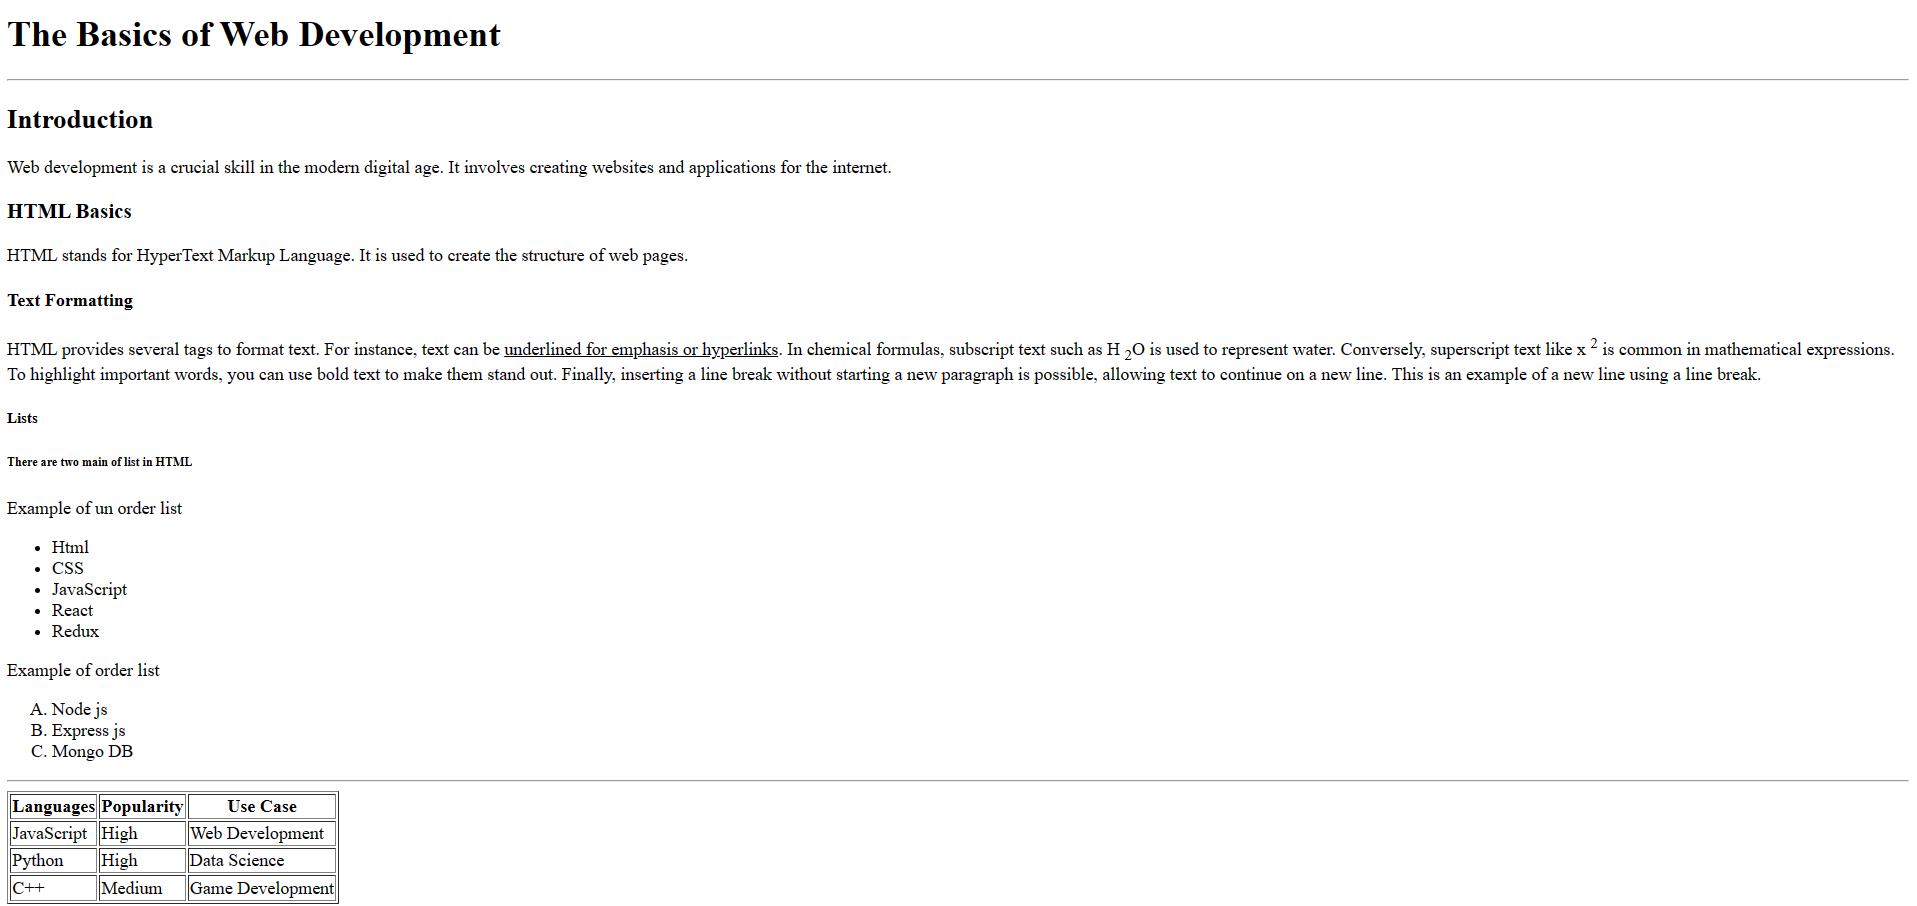 The Basics of Web Development
Introduction
Web development is a crucial skill in the modern digital age. It involves creating websites and applications for the internet.
HTML Basics
HTML stands for HyperText Markup Language. It is used to create the structure of web pages.
Text Formatting
HTML provides several tags to format text. For instance, text can be underlined for emphasis or hyperlinks. In chemical formulas, subscript text such as H ₂O is used to represent water. Conversely, superscript text like x ² is common in mathematical expressions.
To highlight important words, you can use bold text to make them stand out. Finally, inserting a line break without starting a new paragraph is possible, allowing text to continue on a new line. This is an example of a new line using a line break.
Lists
There are two main of list in HTML
Example of un order list
• Html
• CSS
• JavaScript
• React
• Redux
Example of order list
A. Node js
B. Express js
C. Mongo DB
Languages Popularity Use Case
JavaScript High Web Development
Python High Data Science
C++ Medium Game Development